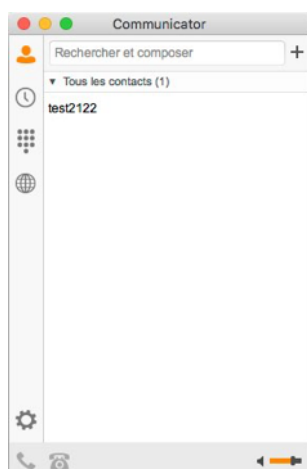 Communicator
Rechercher et composer
Tous les contacts (1)
test2122